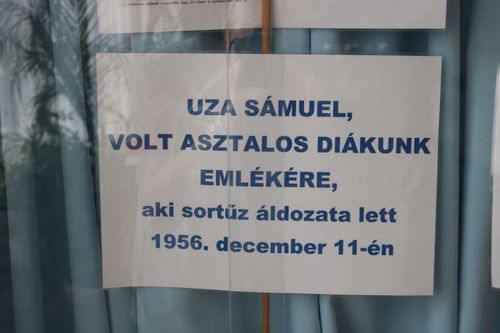 UZA SÁMUEL,
VOLT ASZTALOS DIÁKUNK
EMLÉKÉRE,
aki sortűz áldozata lett
1956. december 11-én